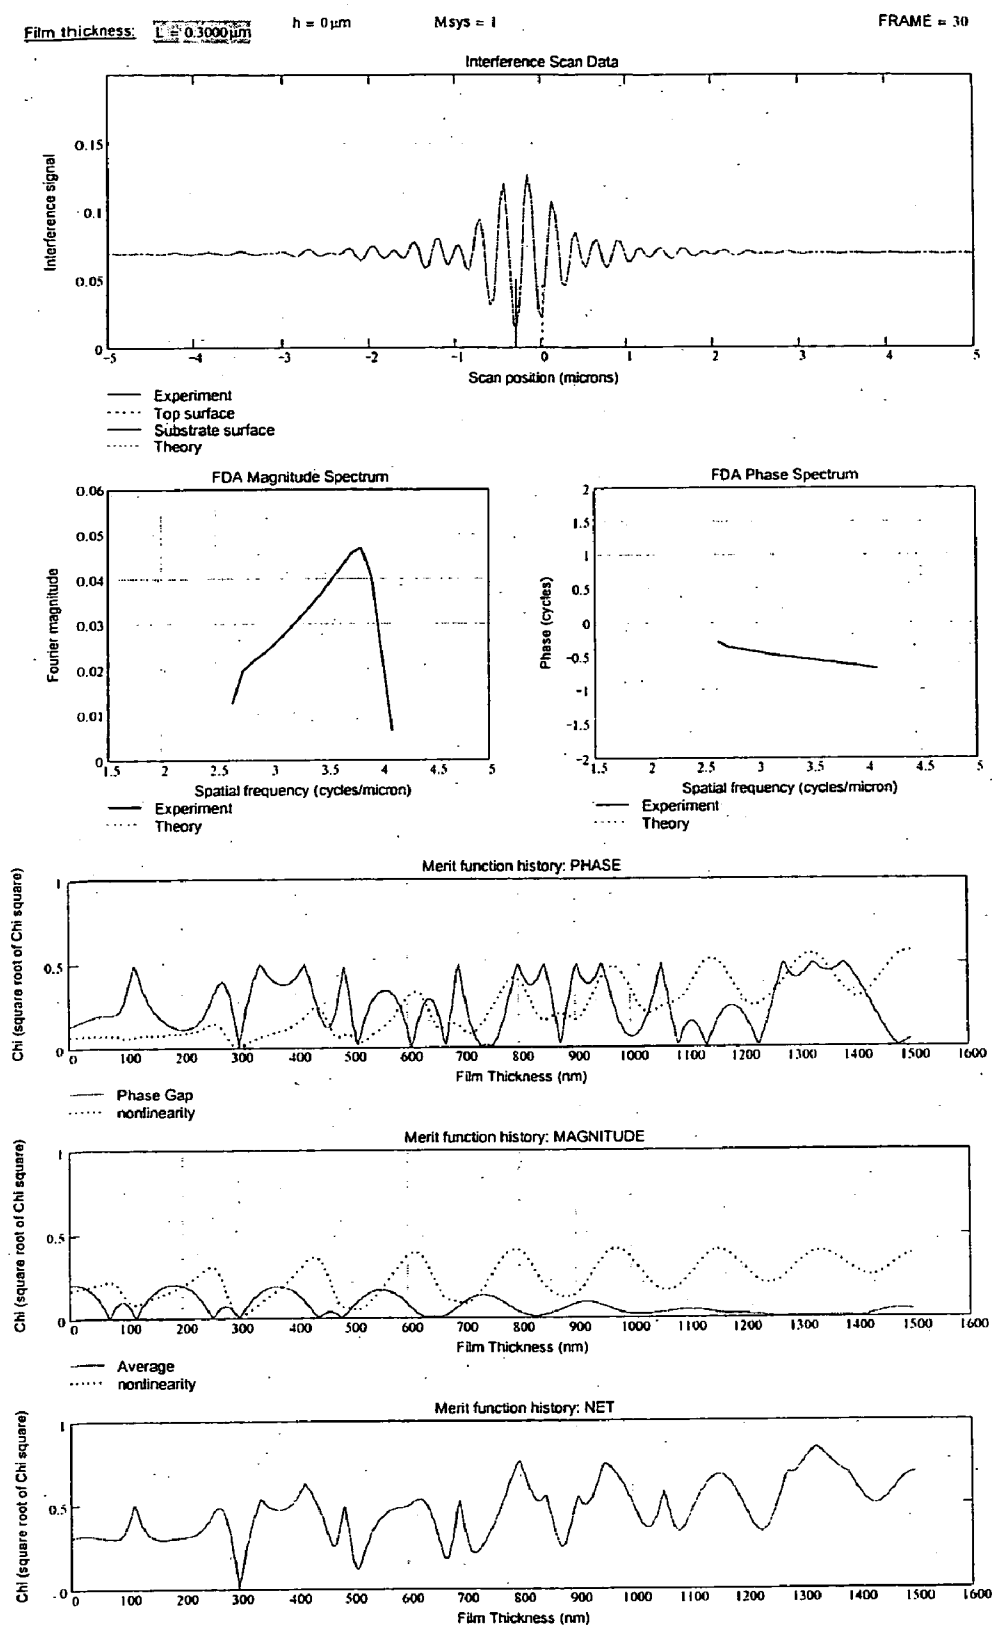 Film thickness: L = 0.3000μm h = 0μm Msys = 1 FRAME = 30
Interference Scan Data
Interference signal
0.15
0.1
0.05
0
-5 -4 -3 -2 -1 0 1 2 3 4 5
Scan position (microns)
Experiment
Top surface
Substrate surface
Theory
FDA Magnitude Spectrum
Fourier magnitude
0.06
0.05
0.04
0.03
0.02
0.01
0
1.5 2 2.5 3 3.5 4 4.5 5
Spatial frequency (cycles/micron)
Experiment
Theory
FDA Phase Spectrum
Phase (cycles)
2
1.5
1
0.5
0
-0.5
-1
-1.5
-2
1.5 2 2.5 3 3.5 4 4.5 5
Spatial frequency (cycles/micron)
Experiment
Theory
Merit function history: PHASE
Chi (square root of Chi square)
1
0.5
0
0 100 200 300 400 500 600 700 800 900 1000 1100 1200 1300 1400 1500 1600
Film Thickness (nm)
Phase Gap
nonlinearity
Merit function history: MAGNITUDE
Chi (square root of Chi square)
1
0.5
0
0 100 200 300 400 500 600 700 800 900 1000 1100 1200 1300 1400 1500 1600
Film Thickness (nm)
Average
nonlinearity
Merit function history: NET
Chi (square root of Chi square)
1
0.5
0
0 100 200 300 400 500 600 700 800 900 1000 1100 1200 1300 1400 1500 1600
Film Thickness (nm)